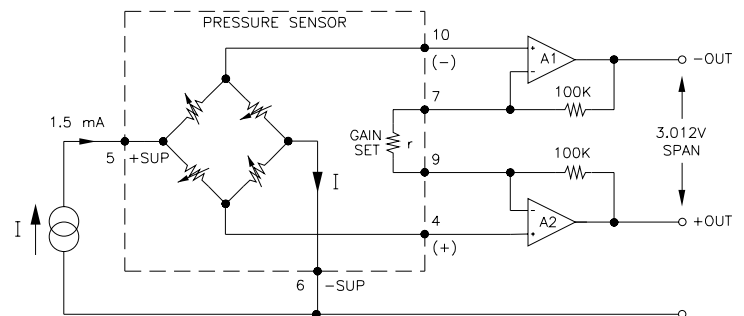 PRESSURE SENSOR
10
(-)
A1
+
-
-OUT
7
100K
1.5 mA
GAIN
SET
r
3.012V
SPAN
5
+SUP
I
9
100K
I
-
A2
+
+OUT
4
(+)
6
-SUP